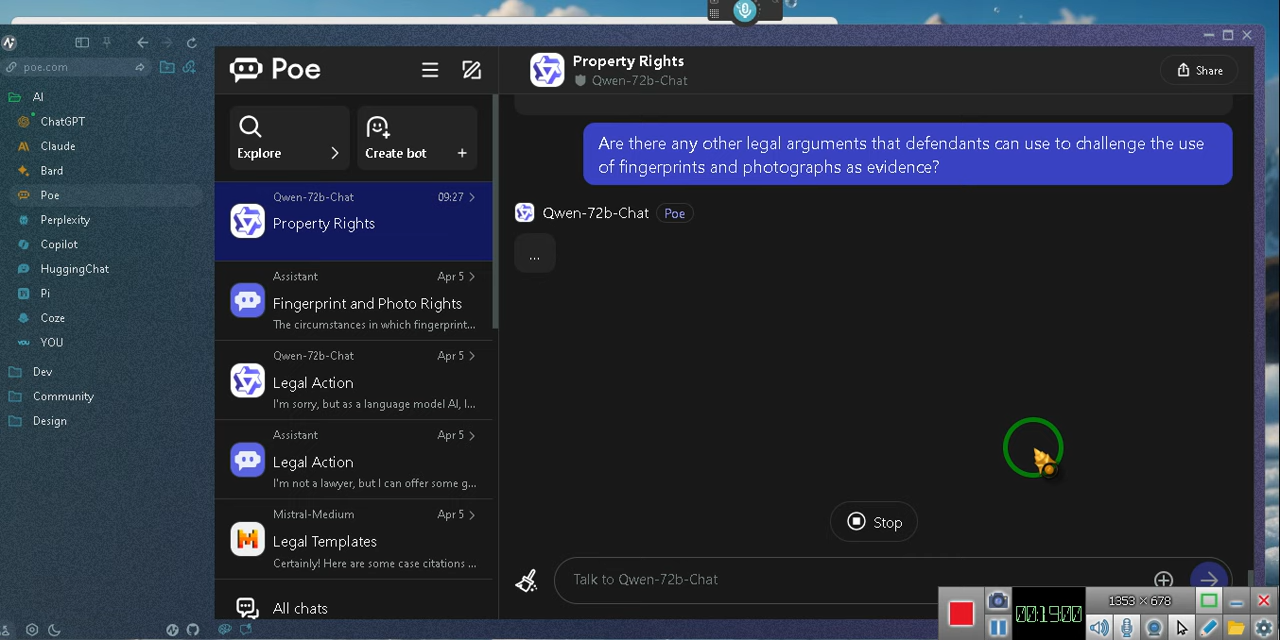 poe.com
AI
ChatGPT
Claude
Bard
Poe
Perplexity
Copilot
HuggingChat
Pi
Coze
YOU
YOU
Dev
Community
Design
Poe
Explore
Create bot
Qwen-72b-Chat
09:27
Property Rights
Assistant
Apr 5
Fingerprint and Photo Rights
The circumstances in which fingerprint...
Qwen-72b-Chat
Apr 5
Legal Action
I'm sorry, but as a language model AI, I...
Assistant
Apr 5
Legal Action
I'm not a lawyer, but I can offer some g...
Mistral-Medium
Apr 5
Legal Templates
Certainly! Here are some case citations ...
All chats
Property Rights
Qwen-72b-Chat
Share
Are there any other legal arguments that defendants can use to challenge the use
of fingerprints and photographs as evidence?
Qwen-72b-Chat
Poe
...
Stop
Talk to Qwen-72b-Chat
00:19:00
1353 × 678